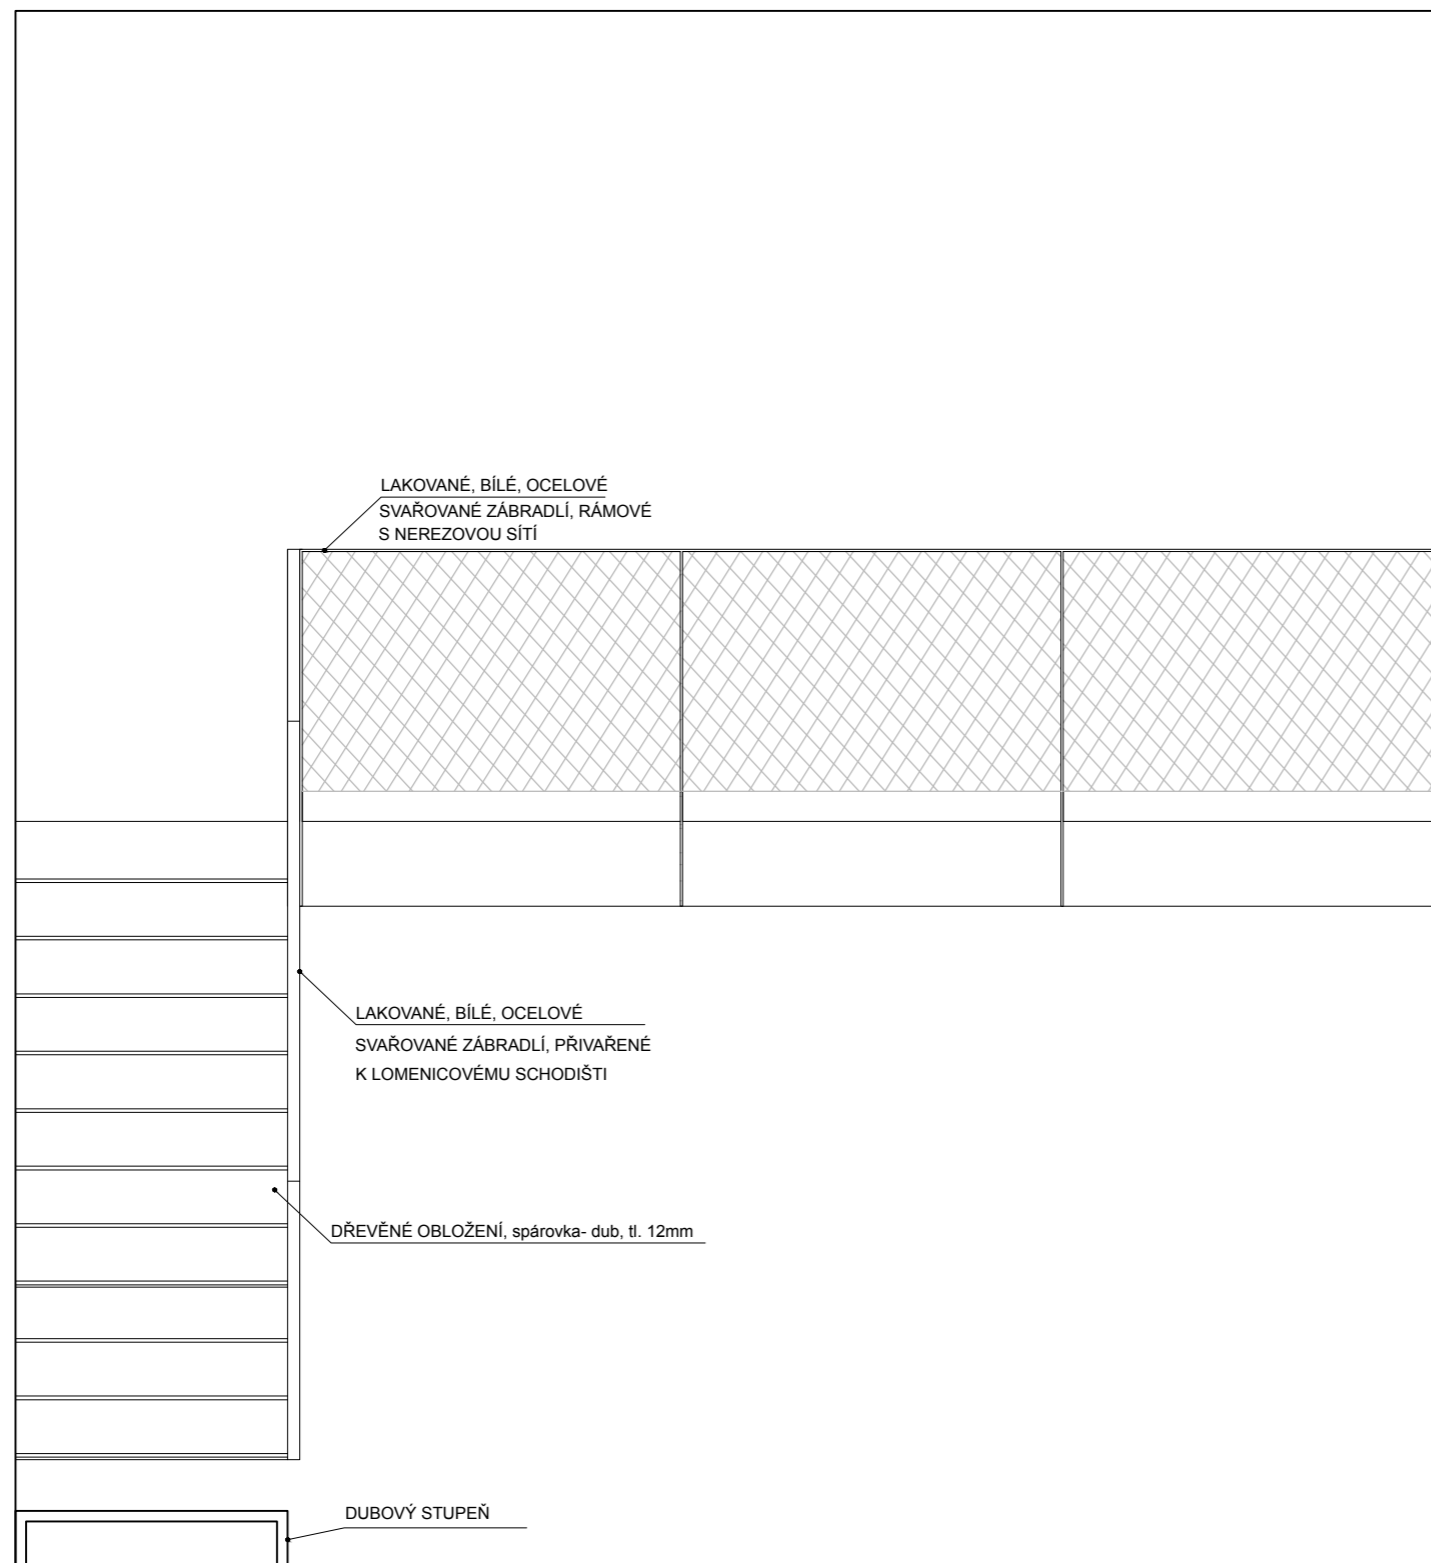 LAKOVANÉ, BÍLÉ, OCELOVÉ
SVAŘOVANÉ ZÁBRADLÍ, RÁMOVÉ
S NEREZOVOU SÍTÍ
LAKOVANÉ, BÍLÉ, OCELOVÉ
SVAŘOVANÉ ZÁBRADLÍ, PŘIVAŘENÉ
K LOMENICOVÉMU SCHODIŠTI
DŘEVĚNÉ OBLOŽENÍ, spárovka- dub, tl. 12mm
DUBOVÝ STUPEŇ